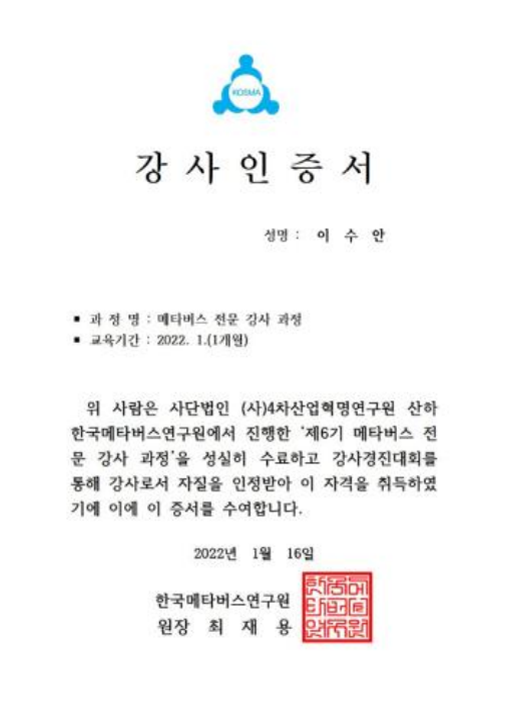 KOSMA
강사인증서
성명 : 이 수 안
▪ 과 정 명 : 메타버스 전문 강사 과정
▪ 교육기간 : 2022. 1.(1개월)
위 사람은 사단법인 (사)4차산업혁명연구원 산하
한국메타버스연구원에서 진행한 '제6기 메타버스 전
문 강사 과정'을 성실히 수료하고 강사경진대회를
통해 강사로서 자질을 인정받아 이 자격을 취득하였
기에 이에 이 증서를 수여합니다.
2022년 1월 16일
한국메타버스연구원
원장 최 재 용